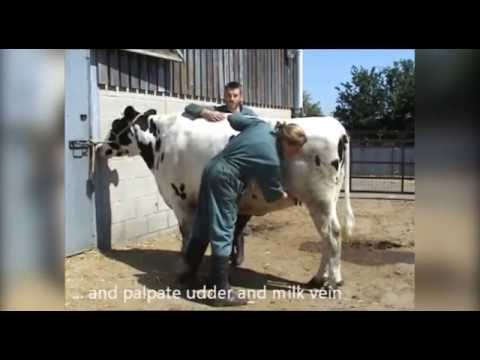 ... and palpate udder and milk vein